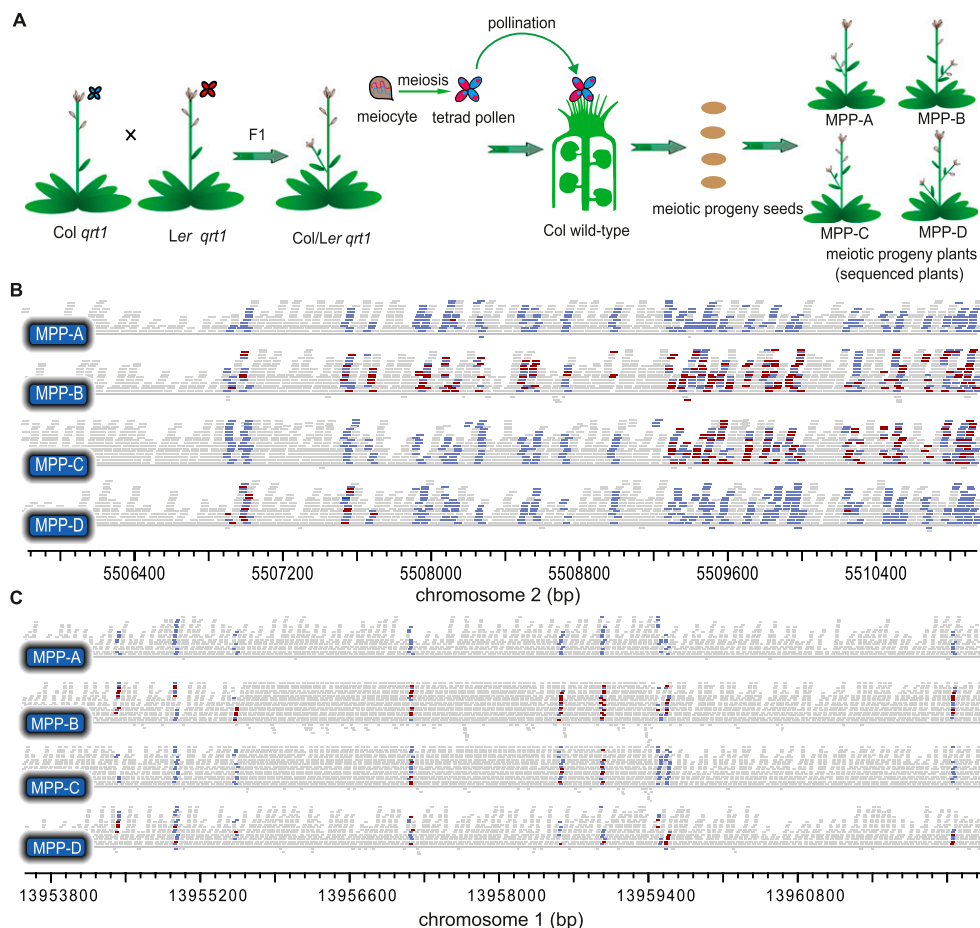 A
pollination
meiosis
F1
meiocyte
tetrad pollen
MPP-A
MPP-B
Col qrt1
Ler qrt1
Col/Ler qrt1
Col wild-type
meiotic progeny seeds
MPP-C
MPP-D
meiotic progeny plants
(sequenced plants)
B
MPP-A
MPP-B
MPP-C
MPP-D
5506400 5507200 5508000 5508800 5509600 5510400
chromosome 2 (bp)
C
MPP-A
MPP-B
MPP-C
MPP-D
13953800 13955200 13956600 13958000 13959400 13960800
chromosome 1 (bp)